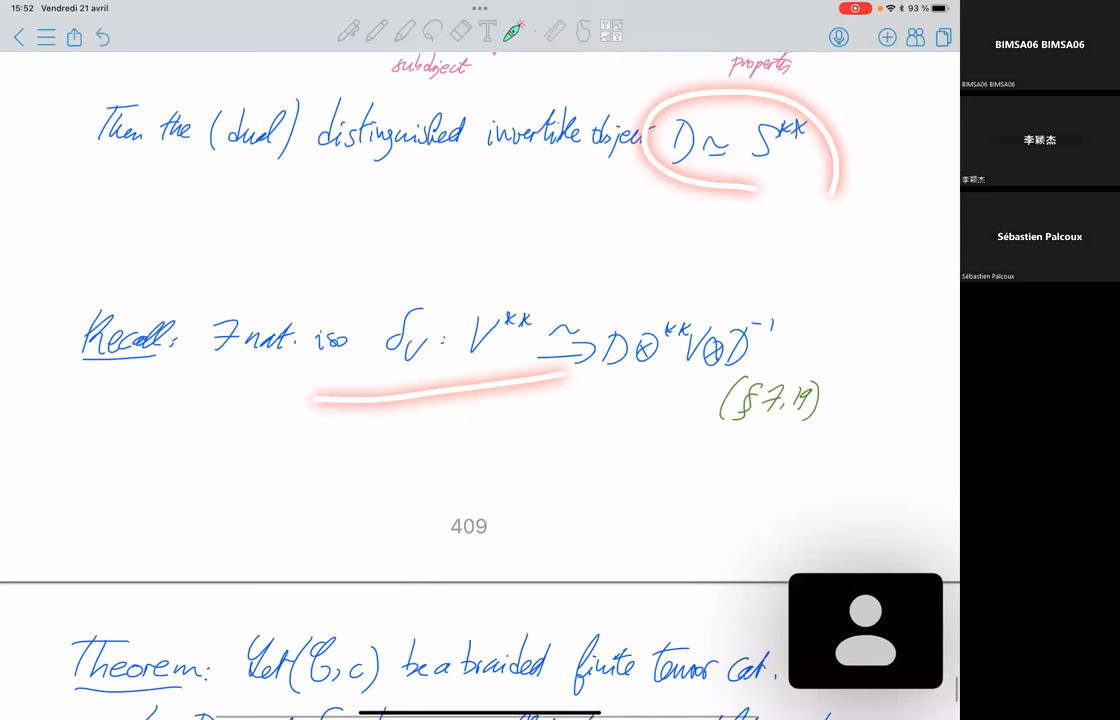 15:52 Vendredi 21 avril
93 %
subobject
property
Then the (dual) distinguished invertible object D ≃ S**
Recall: ∃ nat. iso δ_V : V** ⥲ D ⊗ **V ⊗ D⁻¹
(§7.19)
409
Theorem: Let (C, c) be a braided finite tensor cat.
BIMSA06 BIMSA06
BIMSA06 BIMSA06
李颖杰
李颖杰
Sébastien Palcoux
Sébastien Palcoux